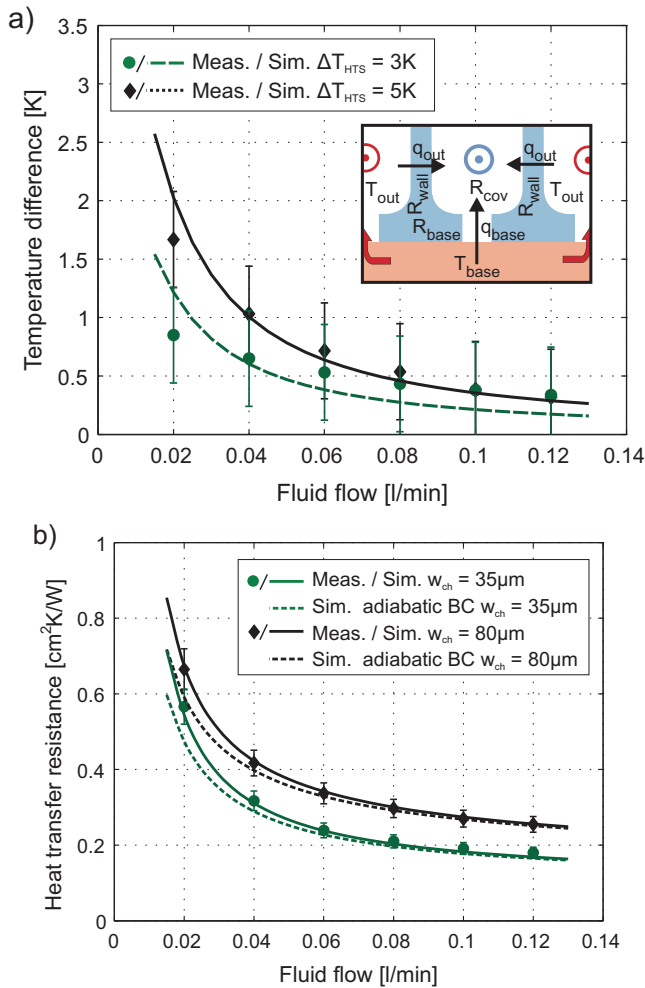 a)
3.5
3
2.5
2
1.5
1
0.5
0
Temperature difference [K]
/ Meas. / Sim. ΔT_HTS = 3K
/ Meas. / Sim. ΔT_HTS = 5K
q_out q_out
T_out R_wall R_cov R_wall T_out
R_base q_base
T_base
0 0.02 0.04 0.06 0.08 0.1 0.12 0.14
Fluid flow [l/min]
b)
1
0.8
0.6
0.4
0.2
0
Heat transfer resistance [cm²K/W]
/ Meas. / Sim. w_ch = 35µm
Sim. adiabatic BC w_ch = 35µm
/ Meas. / Sim. w_ch = 80µm
Sim. adiabatic BC w_ch = 80µm
0 0.02 0.04 0.06 0.08 0.1 0.12 0.14
Fluid flow [l/min]